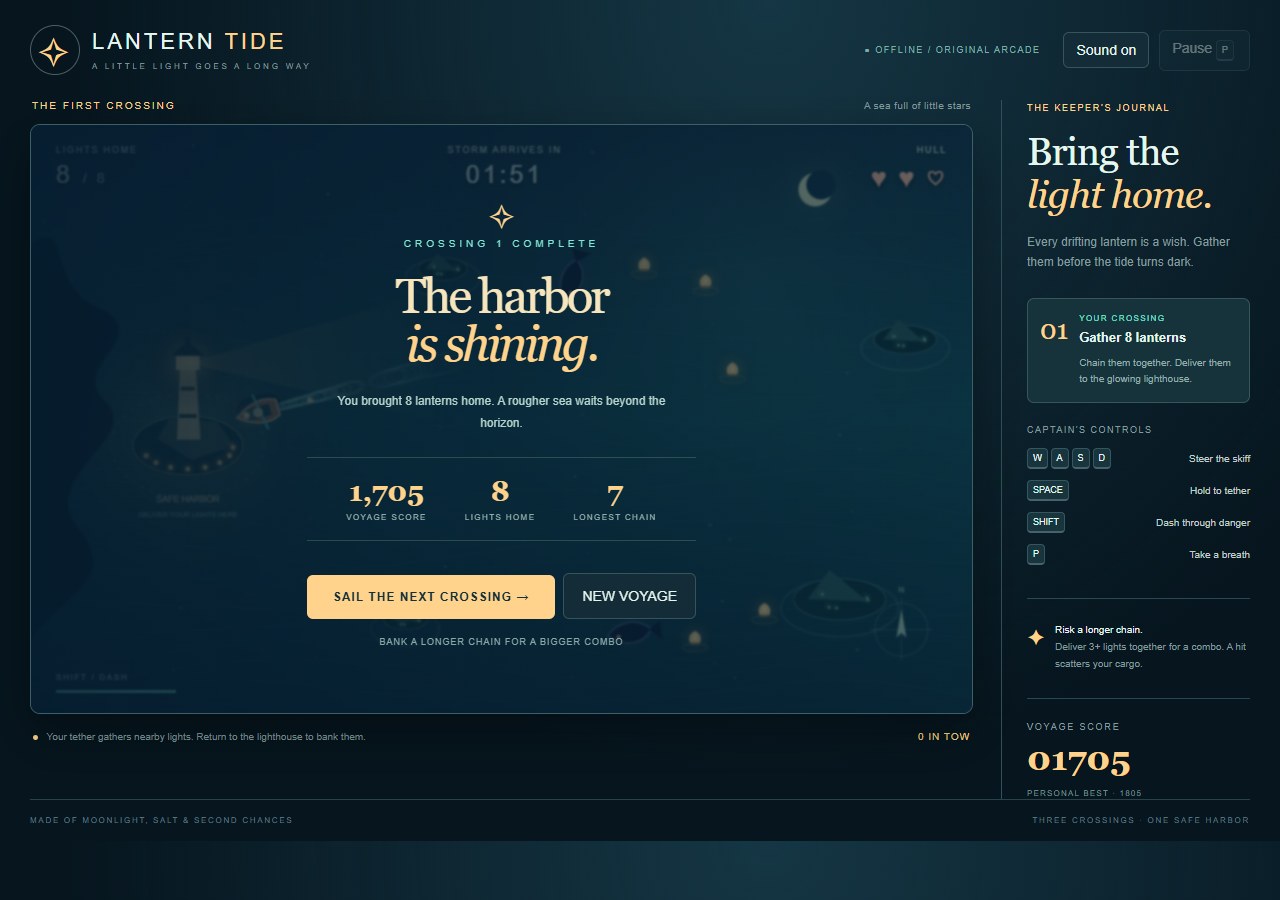 LANTERN TIDE
A LITTLE LIGHT GOES A LONG WAY
OFFLINE / ORIGINAL ARCADE
Sound on
Pause P
THE FIRST CROSSING
A sea full of little stars
LIGHTS HOME
8 / 8
STORM ARRIVES IN
01:51
HULL
CROSSING 1 COMPLETE
The harbor
is shining.
You brought 8 lanterns home. A rougher sea waits beyond the
horizon.
1,705
VOYAGE SCORE
8
LIGHTS HOME
7
LONGEST CHAIN
SAIL THE NEXT CROSSING →
NEW VOYAGE
BANK A LONGER CHAIN FOR A BIGGER COMBO
SAFE HARBOR
N
SHIFT / DASH
Your tether gathers nearby lights. Return to the lighthouse to bank them.
0 IN TOW
THE KEEPER'S JOURNAL
Bring the
light home.
Every drifting lantern is a wish. Gather
them before the tide turns dark.
01
YOUR CROSSING
Gather 8 lanterns
Chain them together. Deliver them
to the glowing lighthouse.
CAPTAIN'S CONTROLS
W A S D Steer the skiff
SPACE Hold to tether
SHIFT Dash through danger
P Take a breath
Risk a longer chain.
Deliver 3+ lights together for a combo. A hit
scatters your cargo.
VOYAGE SCORE
01705
PERSONAL BEST · 1805
MADE OF MOONLIGHT, SALT & SECOND CHANCES
THREE CROSSINGS · ONE SAFE HARBOR